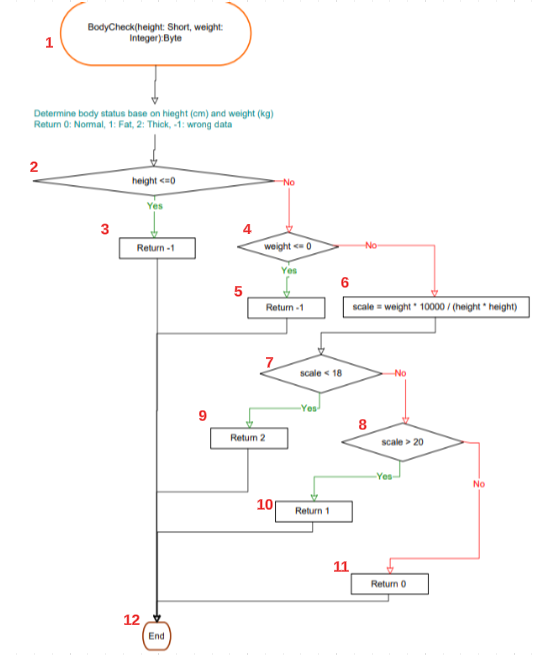 BodyCheck(height: Short, weight:
Integer):Byte
1
Determine body status base on hieght (cm) and weight (kg)
Return 0: Normal, 1: Fat, 2: Thick, -1: wrong data
2
height <=0
No
Yes
3
Return -1
4
weight <= 0
No
Yes
5
Return -1
6
scale = weight * 10000 / (height * height)
7
scale < 18
No
Yes
9
Return 2
8
scale > 20
Yes
No
10
Return 1
11
Return 0
12
End